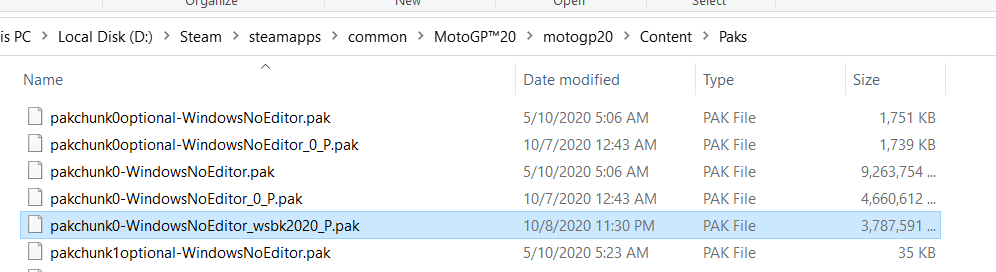 Organize New Open Select
is PC > Local Disk (D:) > Steam > steamapps > common > MotoGP™20 > motogp20 > Content > Paks
Name Date modified Type Size
pakchunk0optional-WindowsNoEditor.pak 5/10/2020 5:06 AM PAK File 1,751 KB
pakchunk0optional-WindowsNoEditor_0_P.pak 10/7/2020 12:43 AM PAK File 1,739 KB
pakchunk0-WindowsNoEditor.pak 5/10/2020 5:06 AM PAK File 9,263,754 ...
pakchunk0-WindowsNoEditor_0_P.pak 10/7/2020 12:43 AM PAK File 4,660,612 ...
pakchunk0-WindowsNoEditor_wsbk2020_P.pak 10/8/2020 11:30 PM PAK File 3,787,591 ...
pakchunk1optional-WindowsNoEditor.pak 5/10/2020 5:23 AM PAK File 35 KB